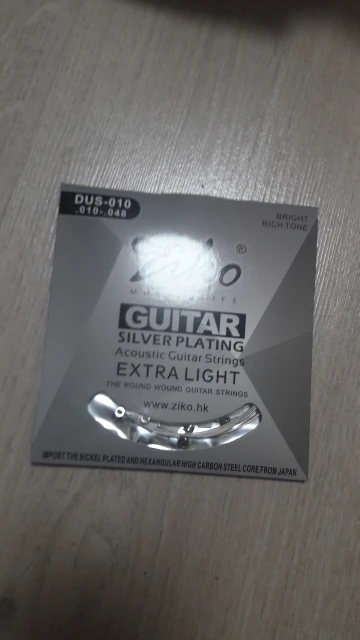 DUS-010
.010-.048
BRIGHT
RICH TONE
Ziko
®
GUITAR
SILVER PLATING
Acoustic Guitar Strings
EXTRA LIGHT
THE ROUND WOUND GUITAR STRINGS
www.ziko.hk
IMPORT THE NICKEL PLATED AND HEXANGULAR HIGH CARBON STEEL CORE FROM JAPAN